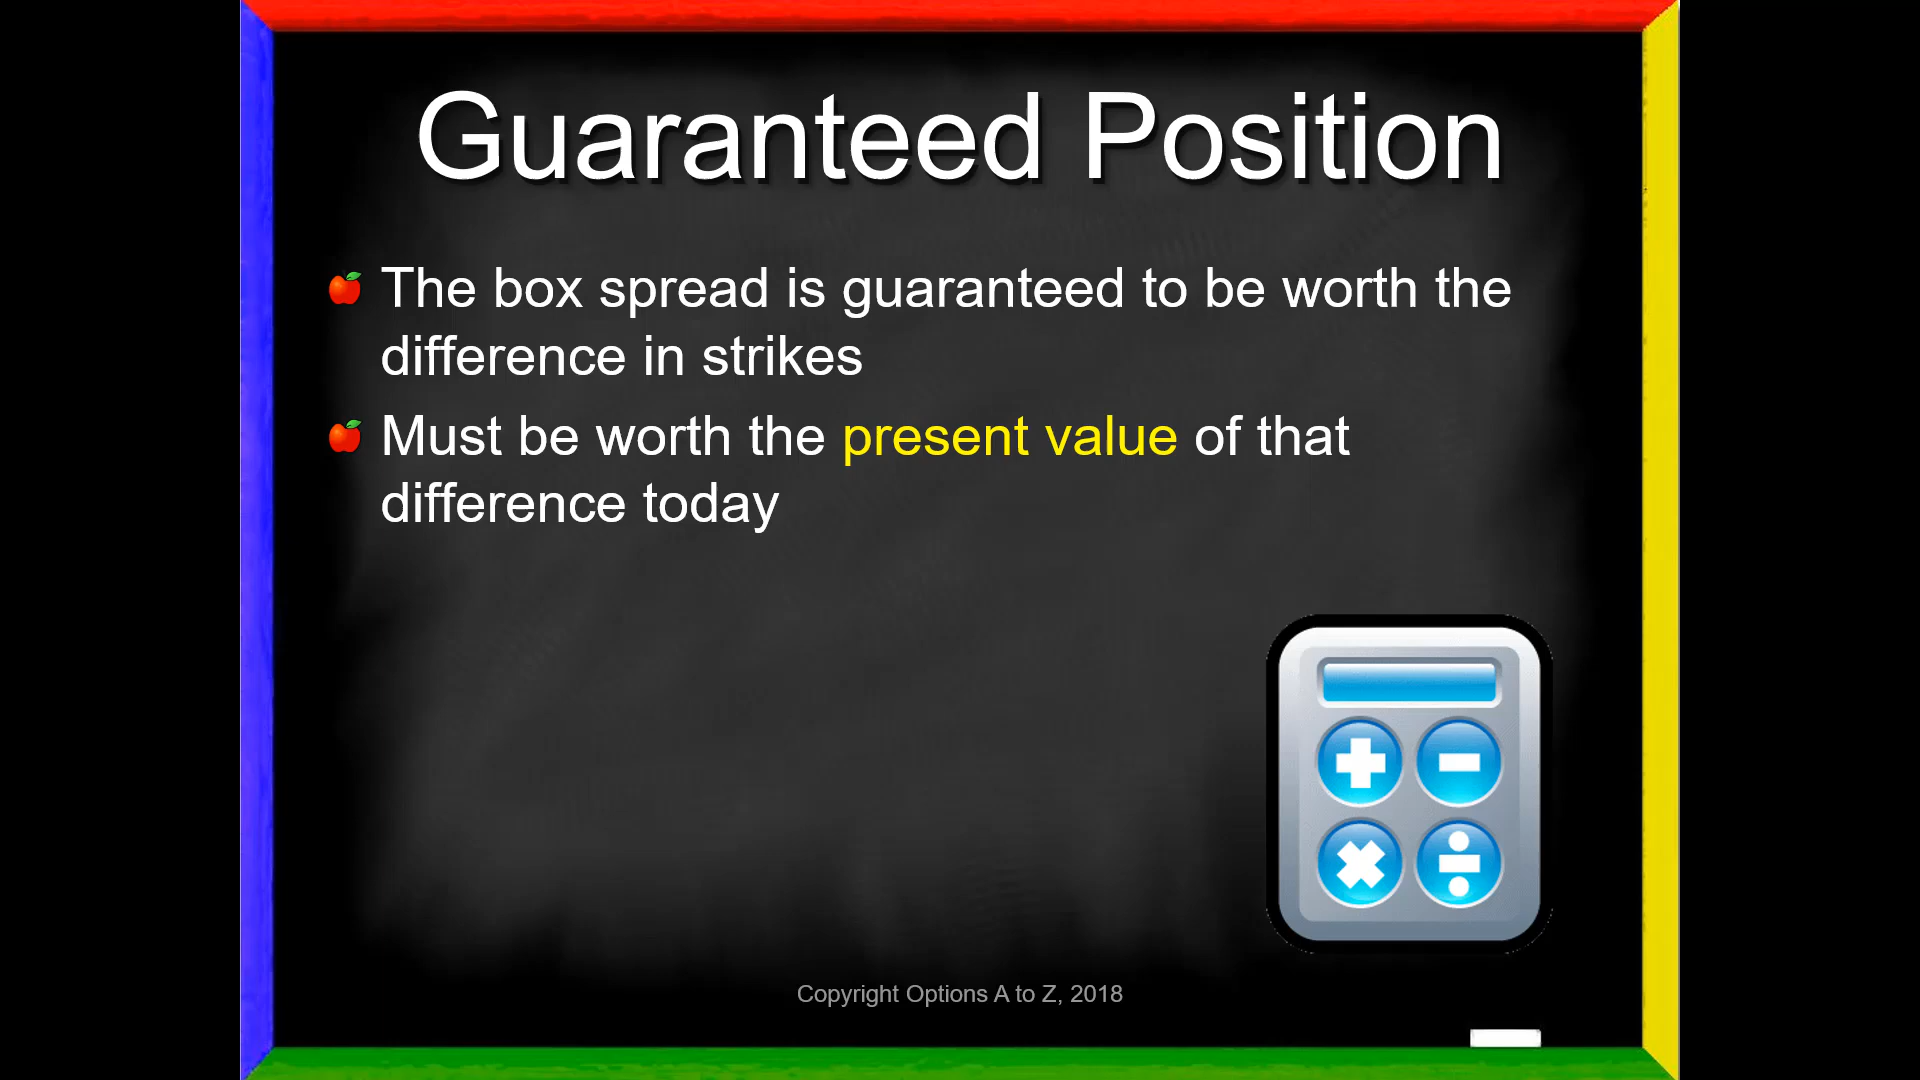 Guaranteed Position
The box spread is guaranteed to be worth the
difference in strikes
Must be worth the present value of that
difference today
Copyright Options A to Z, 2018